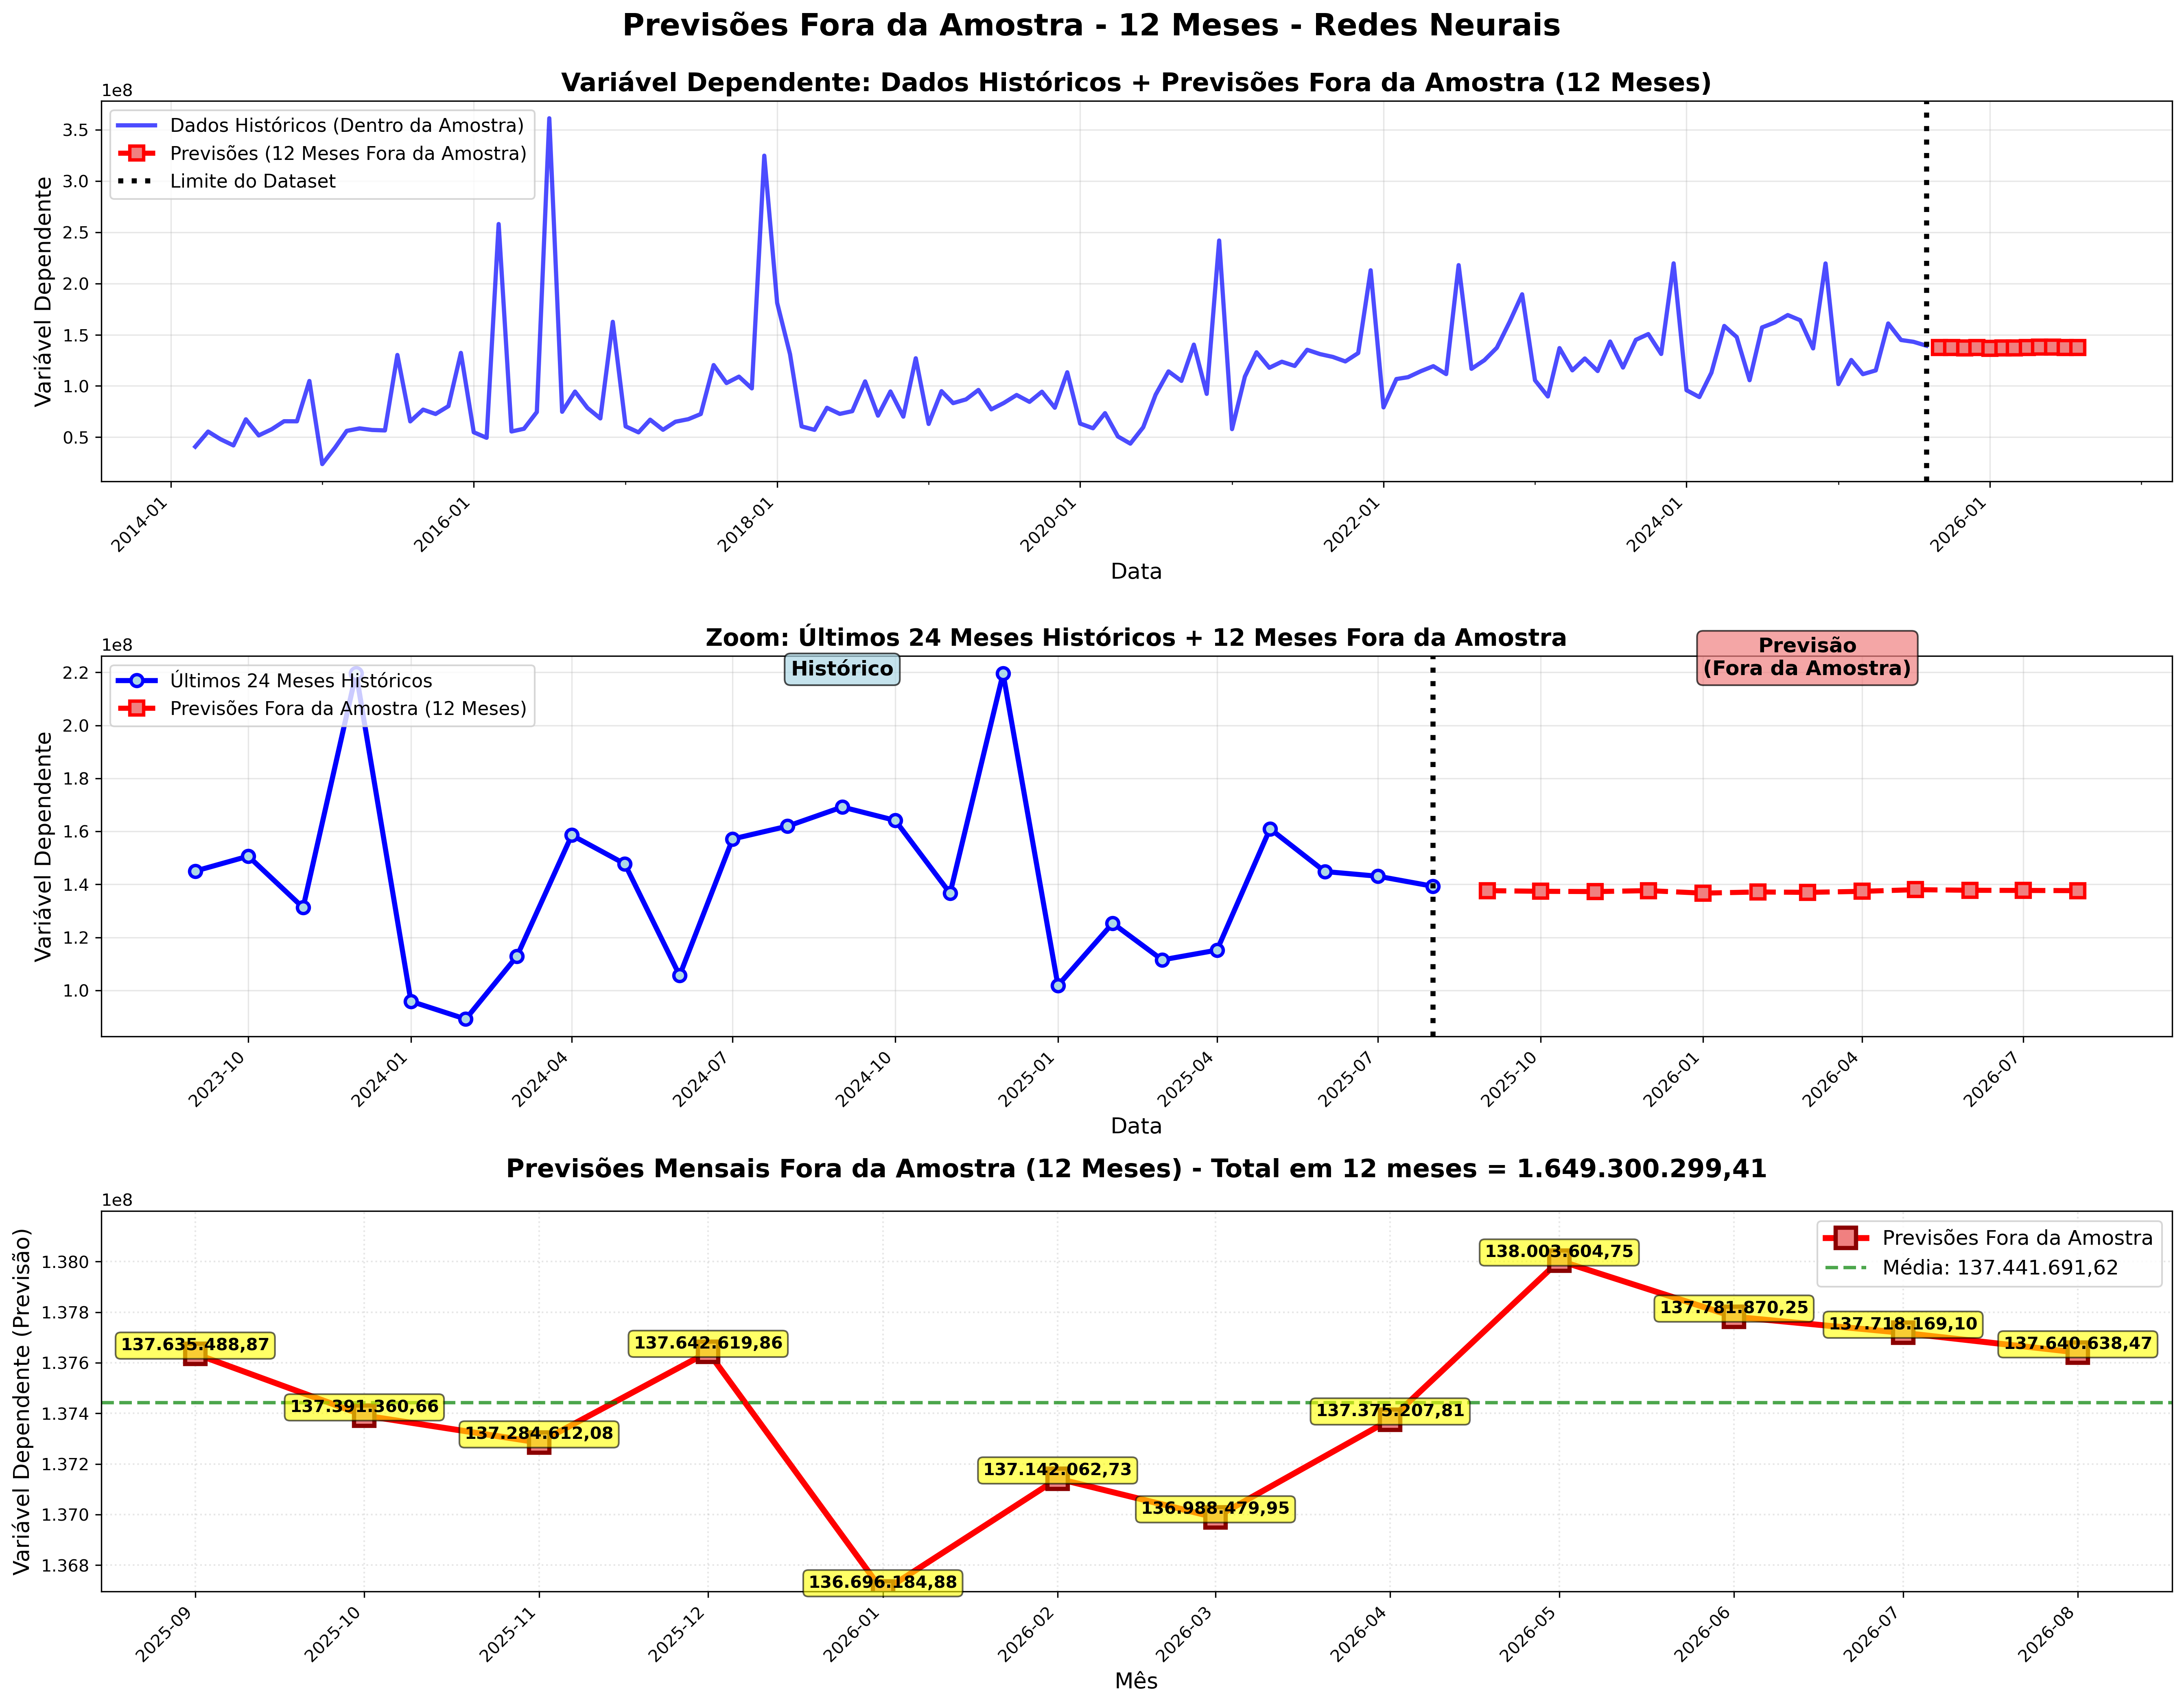 Previsões Fora da Amostra - 12 Meses - Redes Neurais
Variável Dependente: Dados Históricos + Previsões Fora da Amostra (12 Meses)
1e8
Dados Históricos (Dentro da Amostra)
Previsões (12 Meses Fora da Amostra)
Limite do Dataset
Variável Dependente
3.5
3.0
2.5
2.0
1.5
1.0
0.5
2014-01
2016-01
2018-01
2020-01
2022-01
2024-01
2026-01
Data
Zoom: Últimos 24 Meses Históricos + 12 Meses Fora da Amostra
1e8
Últimos 24 Meses Históricos
Previsões Fora da Amostra (12 Meses)
Histórico
Previsão
(Fora da Amostra)
Variável Dependente
2.2
2.0
1.8
1.6
1.4
1.2
1.0
2023-10
2024-01
2024-04
2024-07
2024-10
2025-01
2025-04
2025-07
2025-10
2026-01
2026-04
2026-07
Data
Previsões Mensais Fora da Amostra (12 Meses) - Total em 12 meses = 1.649.300.299,41
1e8
Previsões Fora da Amostra
Média: 137.441.691,62
Variável Dependente (Previsão)
1.380
1.378
1.376
1.374
1.372
1.370
1.368
137.635.488,87
137.391.360,66
137.284.612,08
137.642.619,86
136.696.184,88
137.142.062,73
136.988.479,95
137.375.207,81
138.003.604,75
137.781.870,25
137.718.169,10
137.640.638,47
2025-09
2025-10
2025-11
2025-12
2026-01
2026-02
2026-03
2026-04
2026-05
2026-06
2026-07
2026-08
Mês